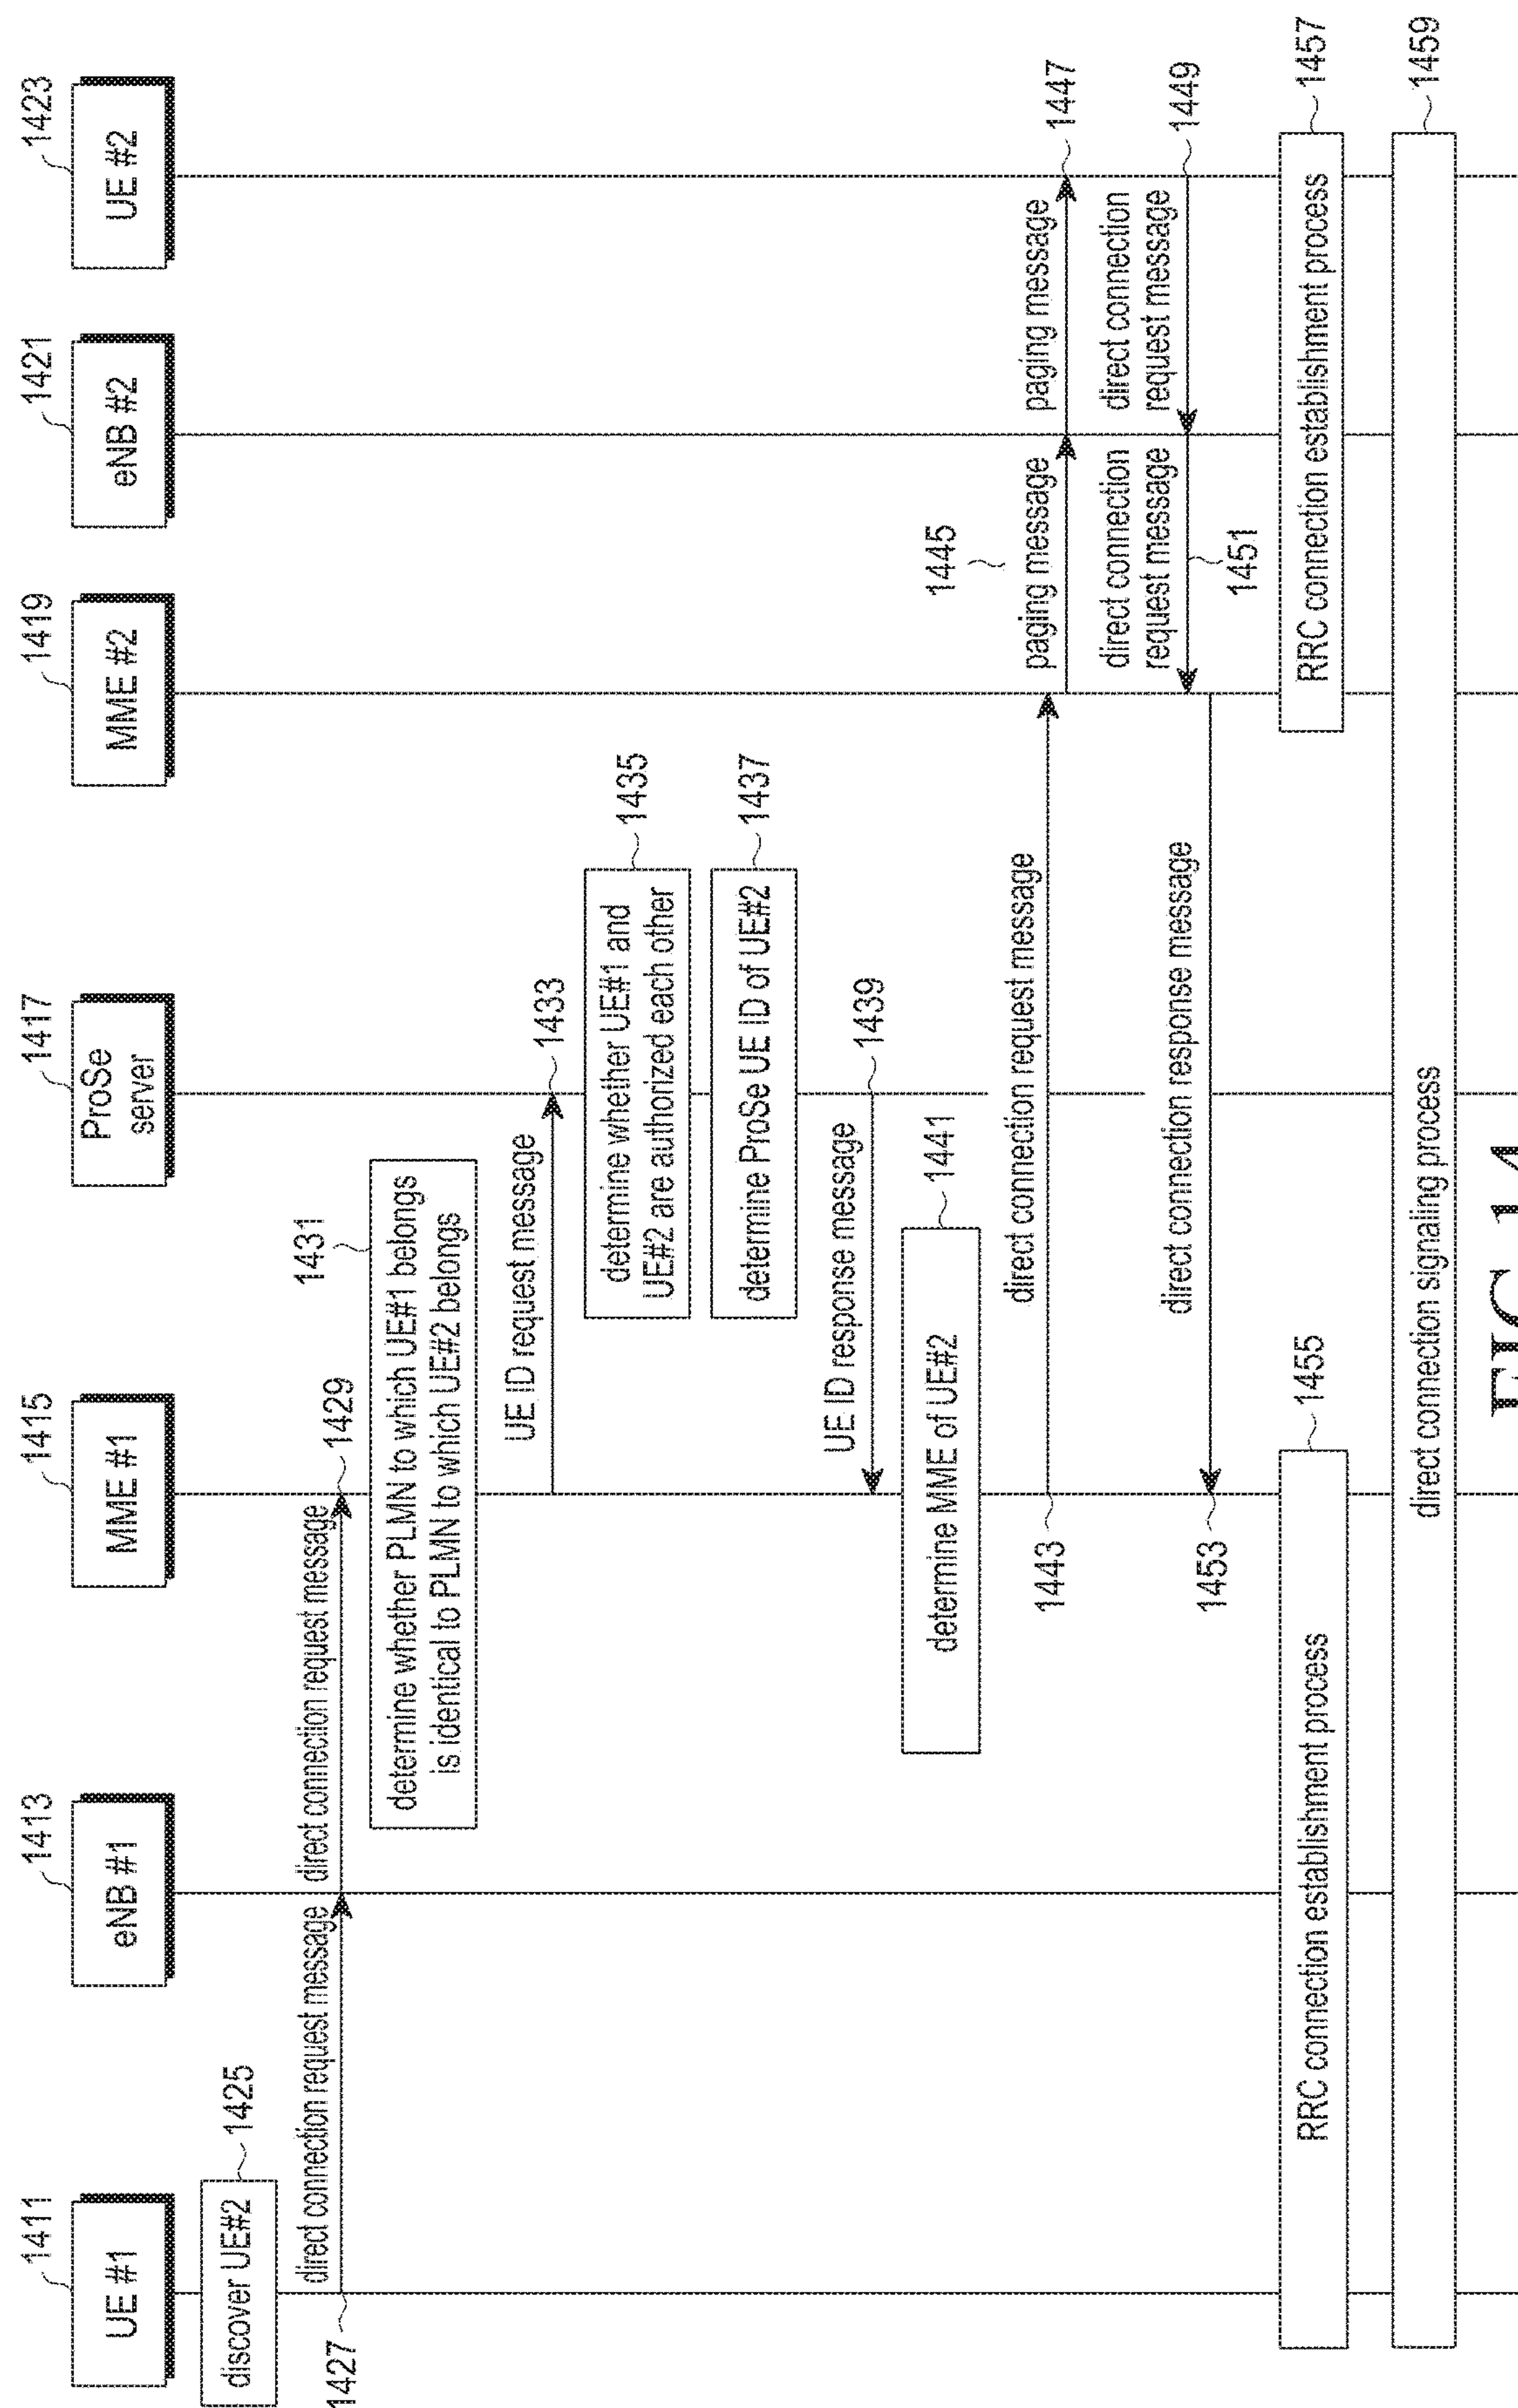 1411
UE #1
1413
eNB #1
1415
MME #1
1417
ProSe
server
1419
MME #2
1421
eNB #2
1423
UE #2
discover UE#2
1425
1427
direct connection request message
direct connection request message
1429
1431
determine whether PLMN to which UE#1 belongs
is identical to PLMN to which UE#2 belongs
UE ID request message
1433
determine whether UE#1 and
UE#2 are authorized each other
1435
determine ProSe UE ID of UE#2
1437
UE ID response message
1439
determine MME of UE#2
1441
1443
direct connection request message
1445
paging message
paging message
1447
direct connection
request message
1449
direct connection
request message
1451
1453
direct connection response message
RRC connection establishment process
1455
RRC connection establishment process
1457
direct connection signaling process
1459